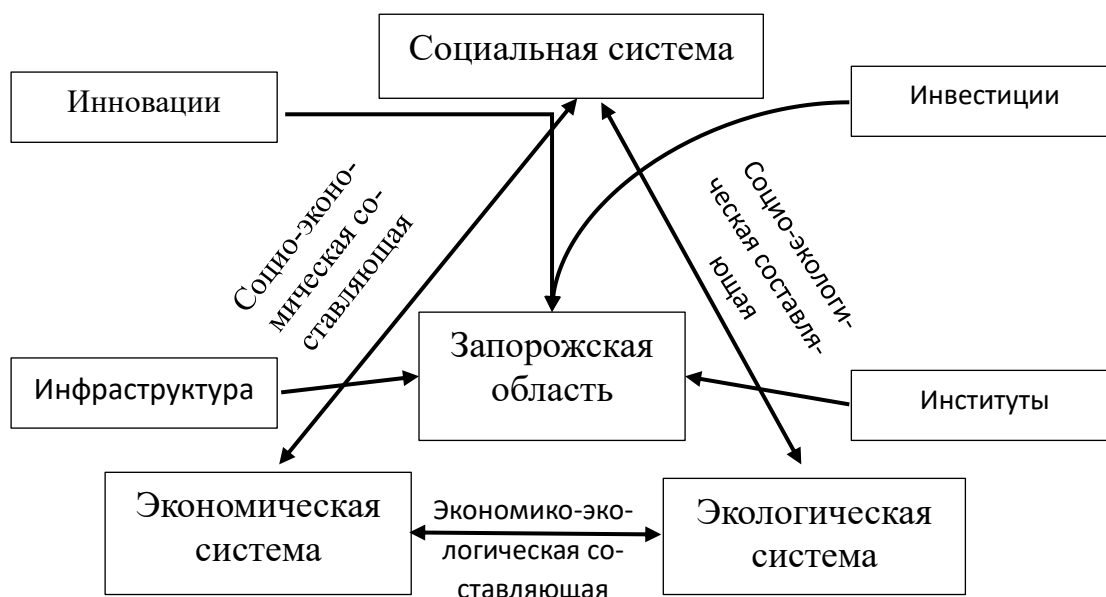 Социальная система
Инновации
Инвестиции
Социо-эконо-
мическая со-
ставляющая
Социо-экологи-
ческая составля-
ющая
Запорожская
область
Инфраструктура
Институты
Экономическая
система
Экономико-эко-
логическая со-
ставляющая
Экологическая
система